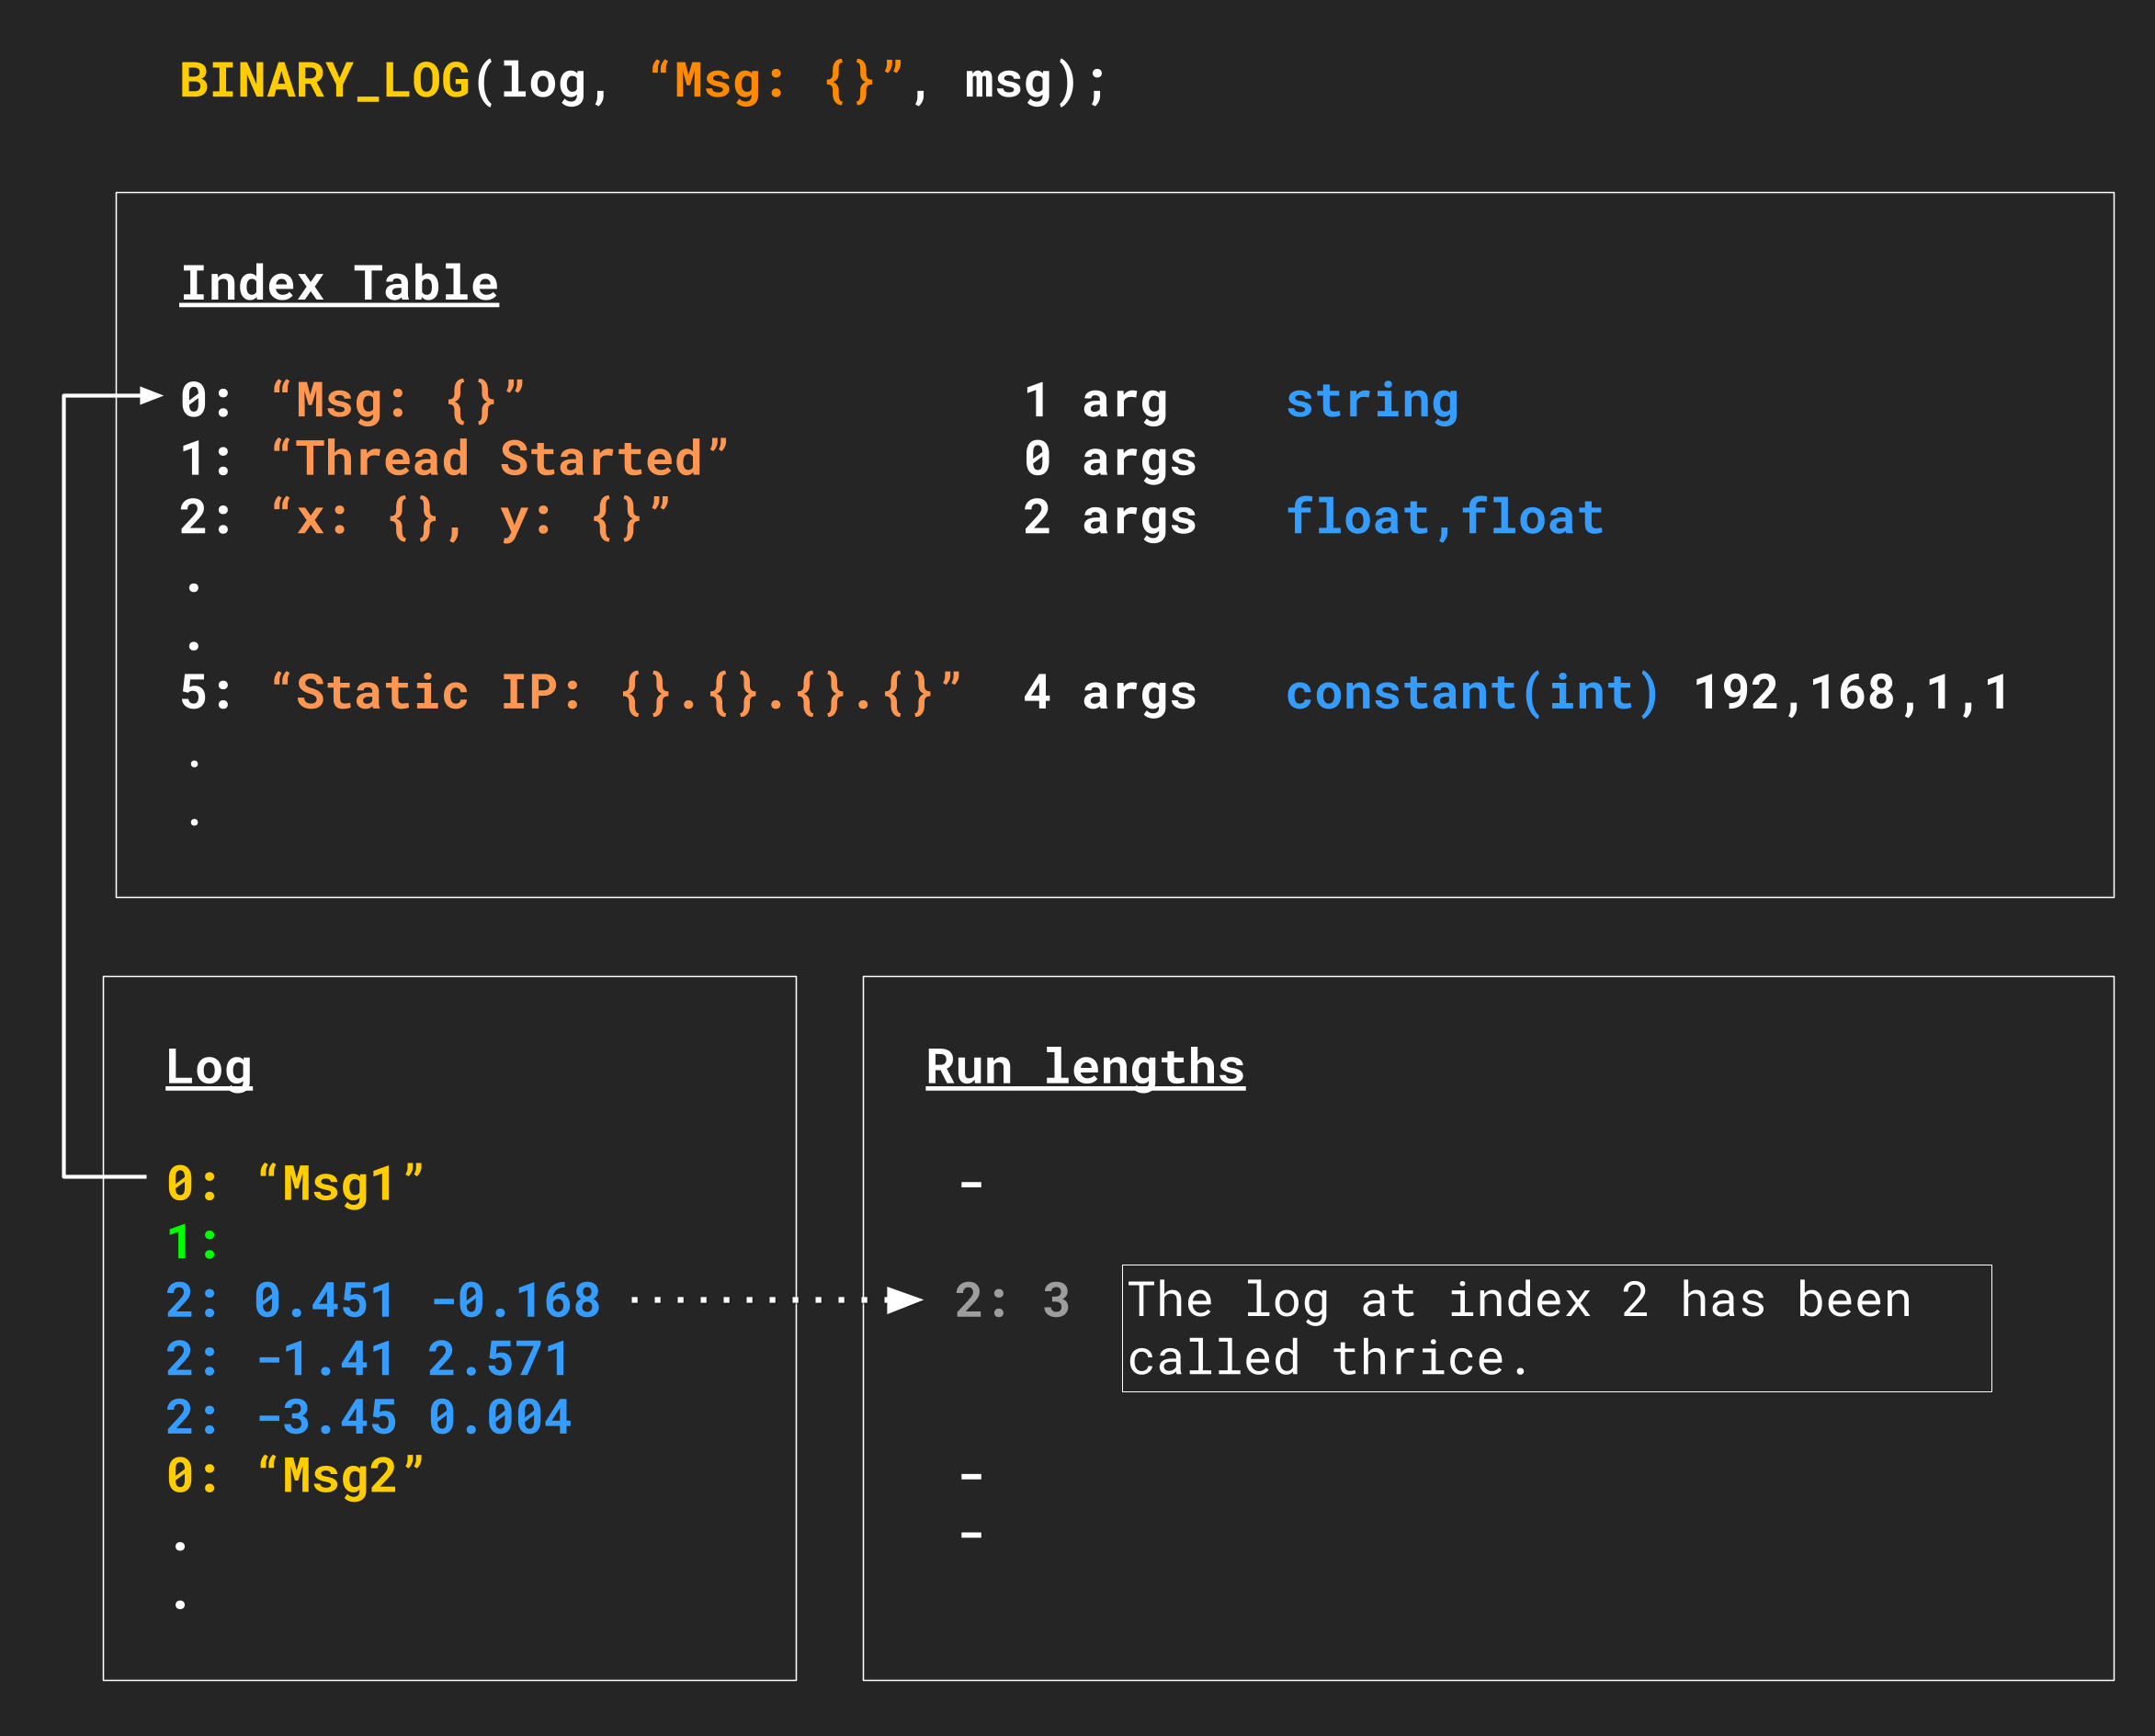 BINARY_LOG(log, “Msg: {}”, msg);
Index Table
0: “Msg: {}” 1 args string
1: “Thread Started” 0 args
2: “x: {}, y: {}” 2 args float,float
.
.
5: “Static IP: {}.{}.{}.{}” 4 args constant(int) 192,168,1,1
.
.
Log
0: “Msg1”
1:
2: 0.451 -0.168
2: -1.41 2.571
2: -3.45 0.004
0: “Msg2”
.
.
Run lengths
-
2: 3
The log at index 2 has been
called thrice.
-
-